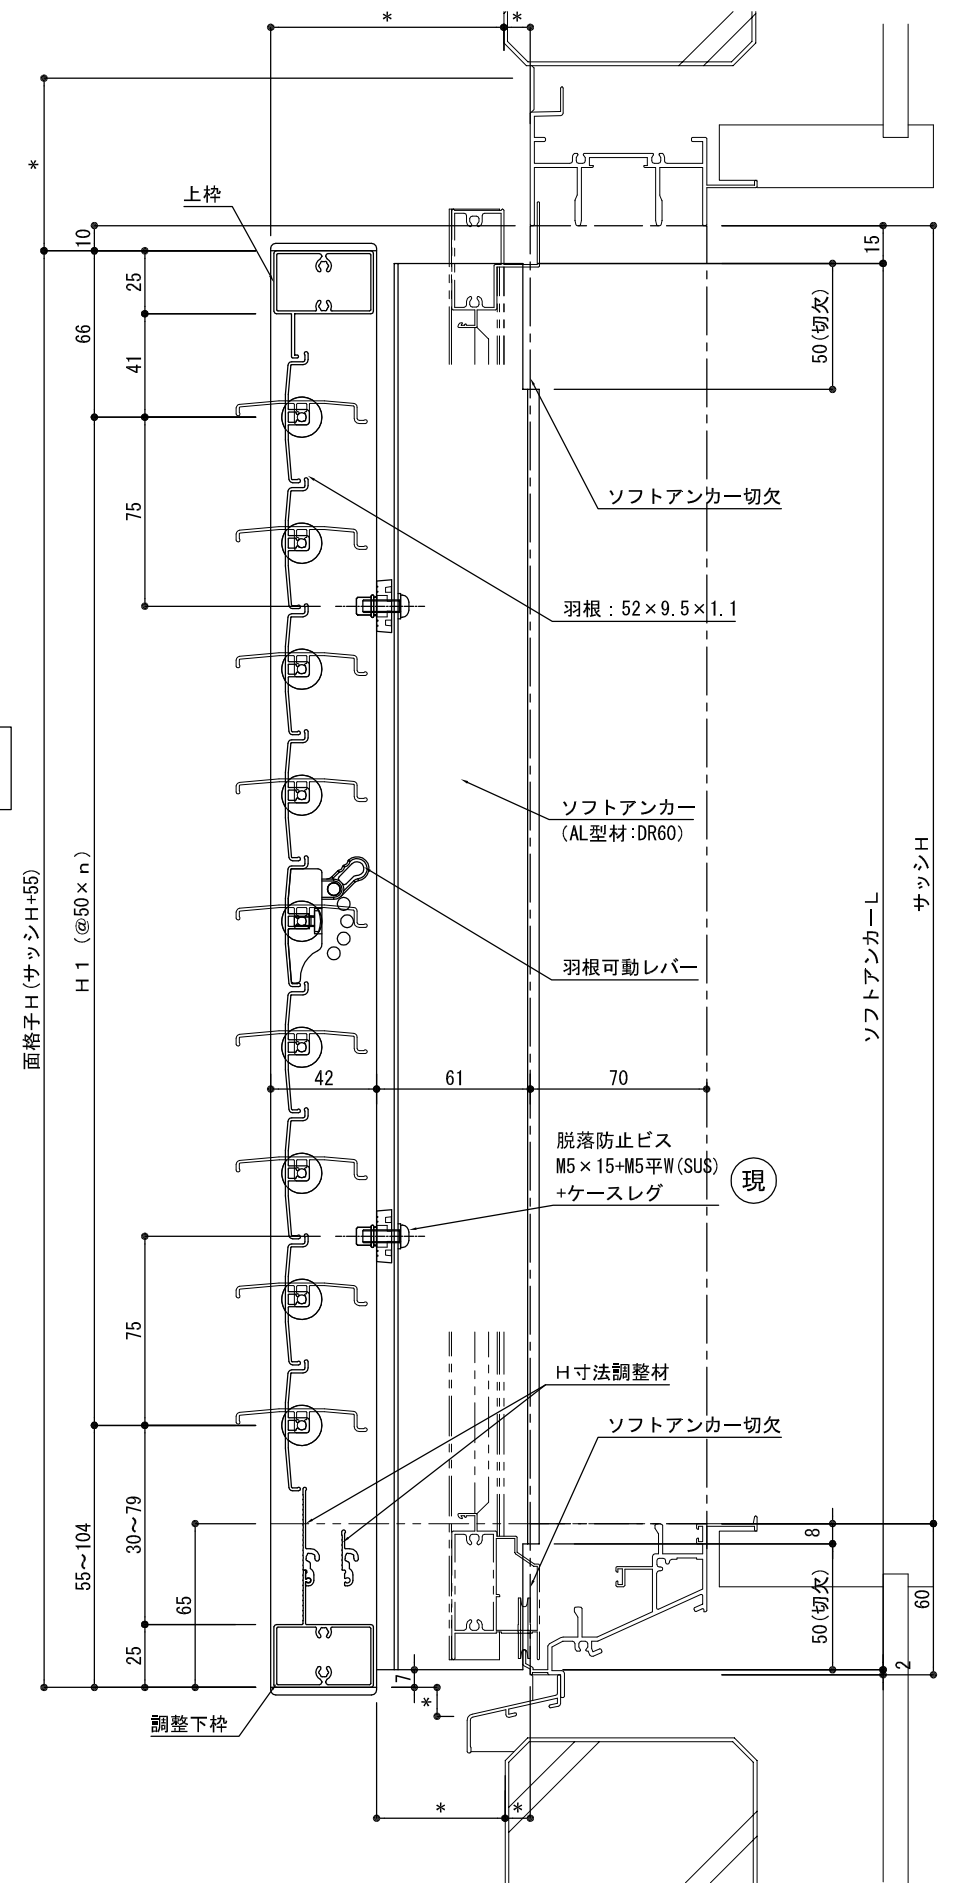 *
*
*
上枠
10
15
25
66
50(切欠)
41
75
ソフトアンカー切欠
羽根：52×9.5×1.1
ソフトアンカー
(AL型材:DR60)
面格子H(サッシH+55)
H1 (@50×n)
サッシH
ソフトアンカーL
羽根可動レバー
42
61
70
脱落防止ビス
M5×15+M5平W(SUS)
+ケースレグ
現
75
H寸法調整材
ソフトアンカー切欠
30～79
55～104
8
65
50(切欠)
60
25
7
2
*
調整下枠
*
*